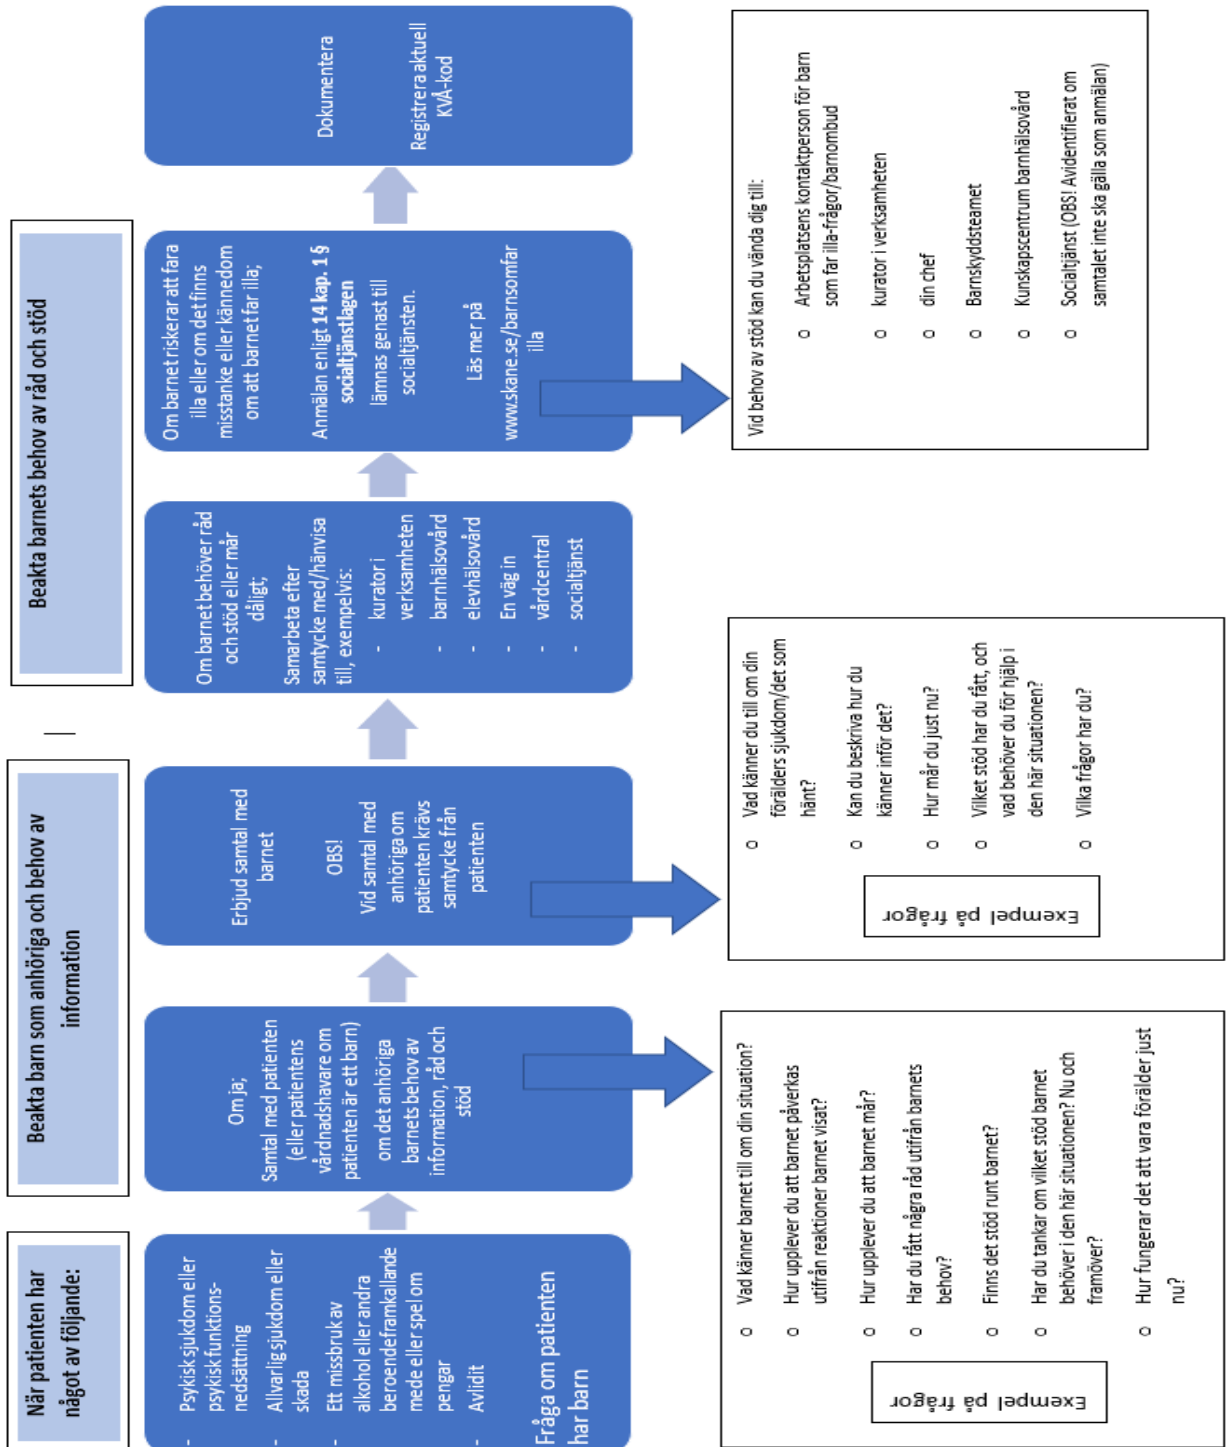 När patienten har
något av följande:
Beakta barn som anhöriga och behov av
information
Beakta barnets behov av råd och stöd
- Psykisk sjukdom eller
psykisk funktions-
nedsättning
- Allvarlig sjukdom eller
skada
- Ett missbruk av
alkohol eller andra
beroendeframkallande
mede eller spel om
pengar
- Avlidit
Fråga om patienten
har barn
Om ja;
Samtal med patienten
(eller patientens
vårdnadshavare om
patienten är ett barn)
om det anhöriga
barnets behov av
information, råd och
stöd
Erbjud samtal med
barnet
OBS!
Vid samtal med
anhöriga om
patienten krävs
samtycke från
patienten
Om barnet behöver råd
och stöd eller mår
dåligt;
Samarbeta efter
samtycke med/hänvisa
till, exempelvis:
- kurator i
verksamheten
- barnhälsovård
- elevhälsovård
- En väg in
- vårdcentral
- socialtjänst
Om barnet riskerar att fara
illa eller om det finns
misstanke eller kännedom
om att barnet far illa;
Anmälan enligt 14 kap. 1 §
socialtjänstlagen
lämnas genast till
socialtjänsten.
Läs mer på
www.skane.se/barnsomfar
illa
Dokumentera
Registrera aktuell
KVÅ-kod
Exempel på frågor
o Vad känner barnet till om din situation?
o Hur upplever du att barnet påverkas
utifrån reaktioner barnet visat?
o Hur upplever du att barnet mår?
o Har du fått några råd utifrån barnets
behov?
o Finns det stöd runt barnet?
o Har du tankar om vilket stöd barnet
behöver i den här situationen? Nu och
framöver?
o Hur fungerar det att vara förälder just
nu?
Exempel på frågor
o Vad känner du till om din
förälders sjukdom/det som
hänt?
o Kan du beskriva hur du
känner inför det?
o Hur mår du just nu?
o Vilket stöd har du fått, och
vad behöver du för hjälp i
den här situationen?
o Vilka frågor har du?
Vid behov av stöd kan du vända dig till:
o Arbetsplatsens kontaktperson för barn
som far illa-frågor/barnombud
o kurator i verksamheten
o din chef
o Barnskyddsteamet
o Kunskapscentrum barnhälsovård
o Socialtjänst (OBS! Avidentifierat om
samtalet inte ska gälla som anmälan)